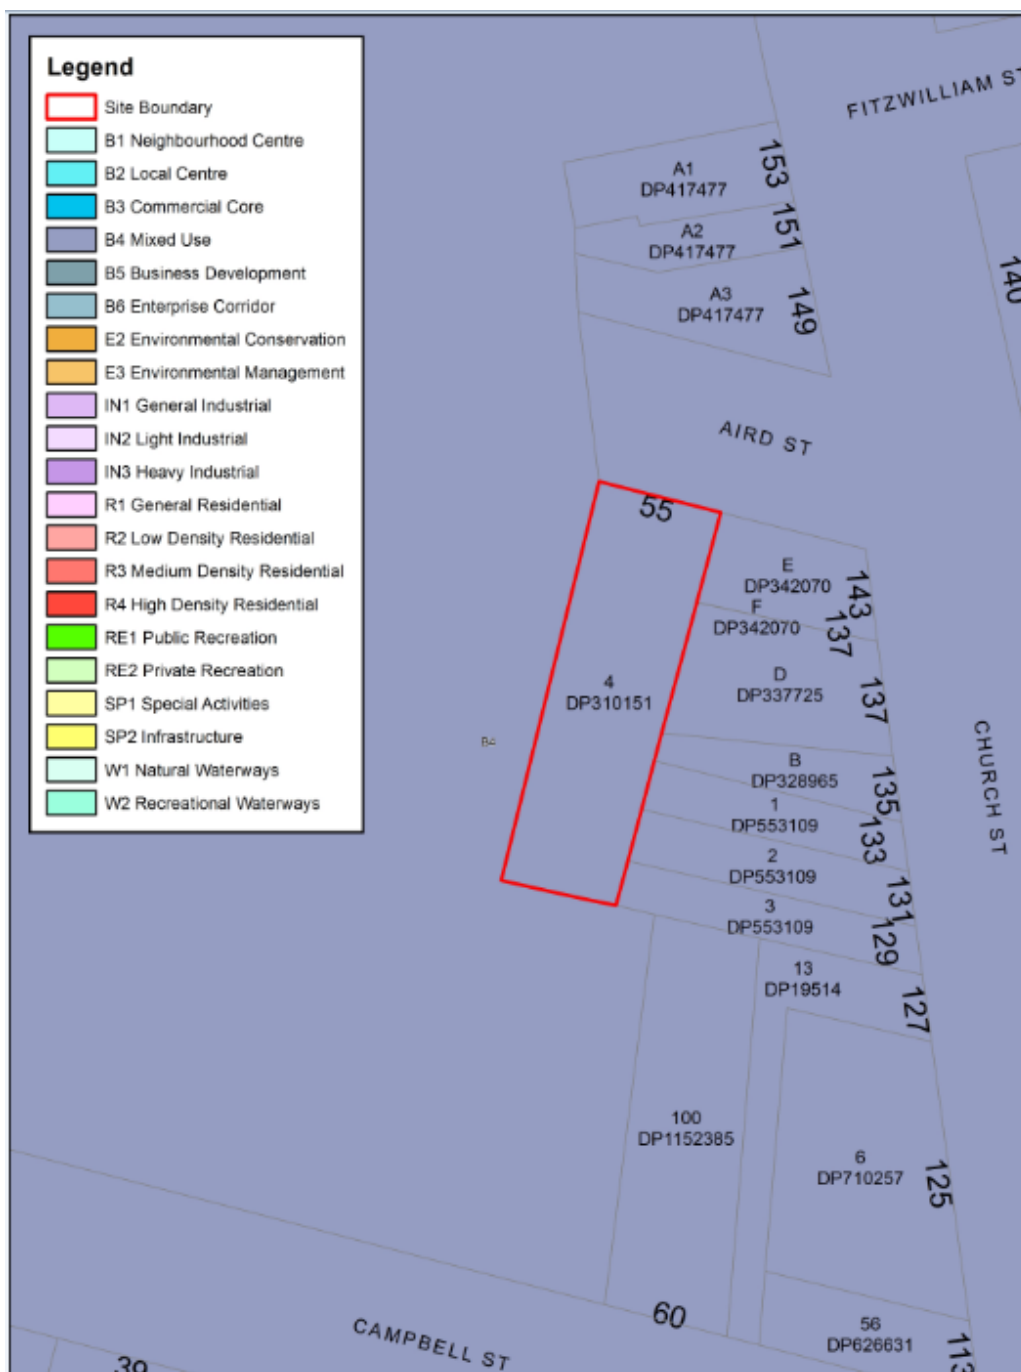 Legend
Site Boundary
B1 Neighbourhood Centre
B2 Local Centre
B3 Commercial Core
B4 Mixed Use
B5 Business Development
B6 Enterprise Corridor
E2 Environmental Conservation
E3 Environmental Management
IN1 General Industrial
IN2 Light Industrial
IN3 Heavy Industrial
R1 General Residential
R2 Low Density Residential
R3 Medium Density Residential
R4 High Density Residential
RE1 Public Recreation
RE2 Private Recreation
SP1 Special Activities
SP2 Infrastructure
W1 Natural Waterways
W2 Recreational Waterways
FITZWILLIAM ST
A1
DP417477
153
A2
DP417477
151
A3
DP417477
149
140
AIRD ST
55
E
DP342070
143
F
DP342070
137
4
DP310151
D
DP337725
137
B4
CHURCH ST
B
DP328965
135
1
DP553109
133
2
DP553109
131
3
DP553109
129
13
DP19514
127
100
DP1152385
6
DP710257
125
60
CAMPBELL ST
56
DP626631
113
39